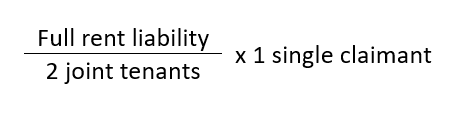 Full rent liability
2 joint tenants
x 1 single claimant